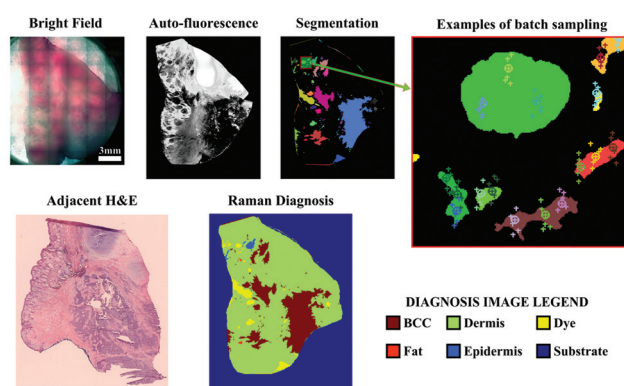 Bright Field
Auto-fluorescence
Segmentation
Examples of batch sampling
3mm
Adjacent H&E
Raman Diagnosis
DIAGNOSIS IMAGE LEGEND
BCC
Dermis
Dye
Fat
Epidermis
Substrate